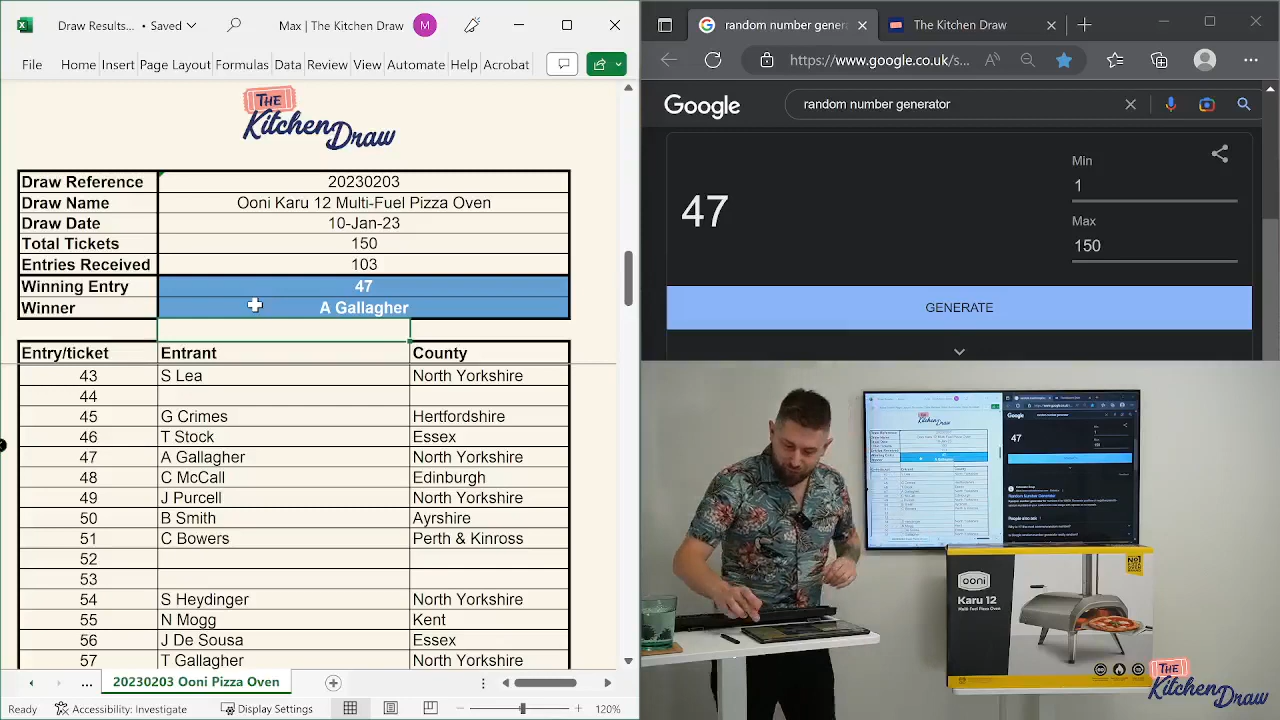 Draw Results... • Saved
Max | The Kitchen Draw
M
File Home Insert Page Layout Formulas Data Review View Automate Help Acrobat
THE
Kitchen Draw
Draw Reference 20230203
Draw Name Ooni Karu 12 Multi-Fuel Pizza Oven
Draw Date 10-Jan-23
Total Tickets 150
Entries Received 103
Winning Entry 47
Winner A Gallagher
Entry/ticket Entrant County
43 S Lea North Yorkshire
44
45 G Crimes Hertfordshire
46 T Stock Essex
47 A Gallagher North Yorkshire
48 C McCall Edinburgh
49 J Purcell North Yorkshire
50 B Smith Ayrshire
51 C Bowers Perth & Kinross
52
53
54 S Heydinger North Yorkshire
55 N Mogg Kent
56 J De Sousa Essex
57 T Gallagher North Yorkshire
... 20230203 Ooni Pizza Oven
Ready Accessibility: Investigate Display Settings 120%
random number genera
The Kitchen Draw
https://www.google.co.uk/s...
Google random number generator
47
Min
1
Max
150
GENERATE
Google
47
ooni
Karu 12
Multi-Fuel Pizza Oven
THE
Kitchen Draw